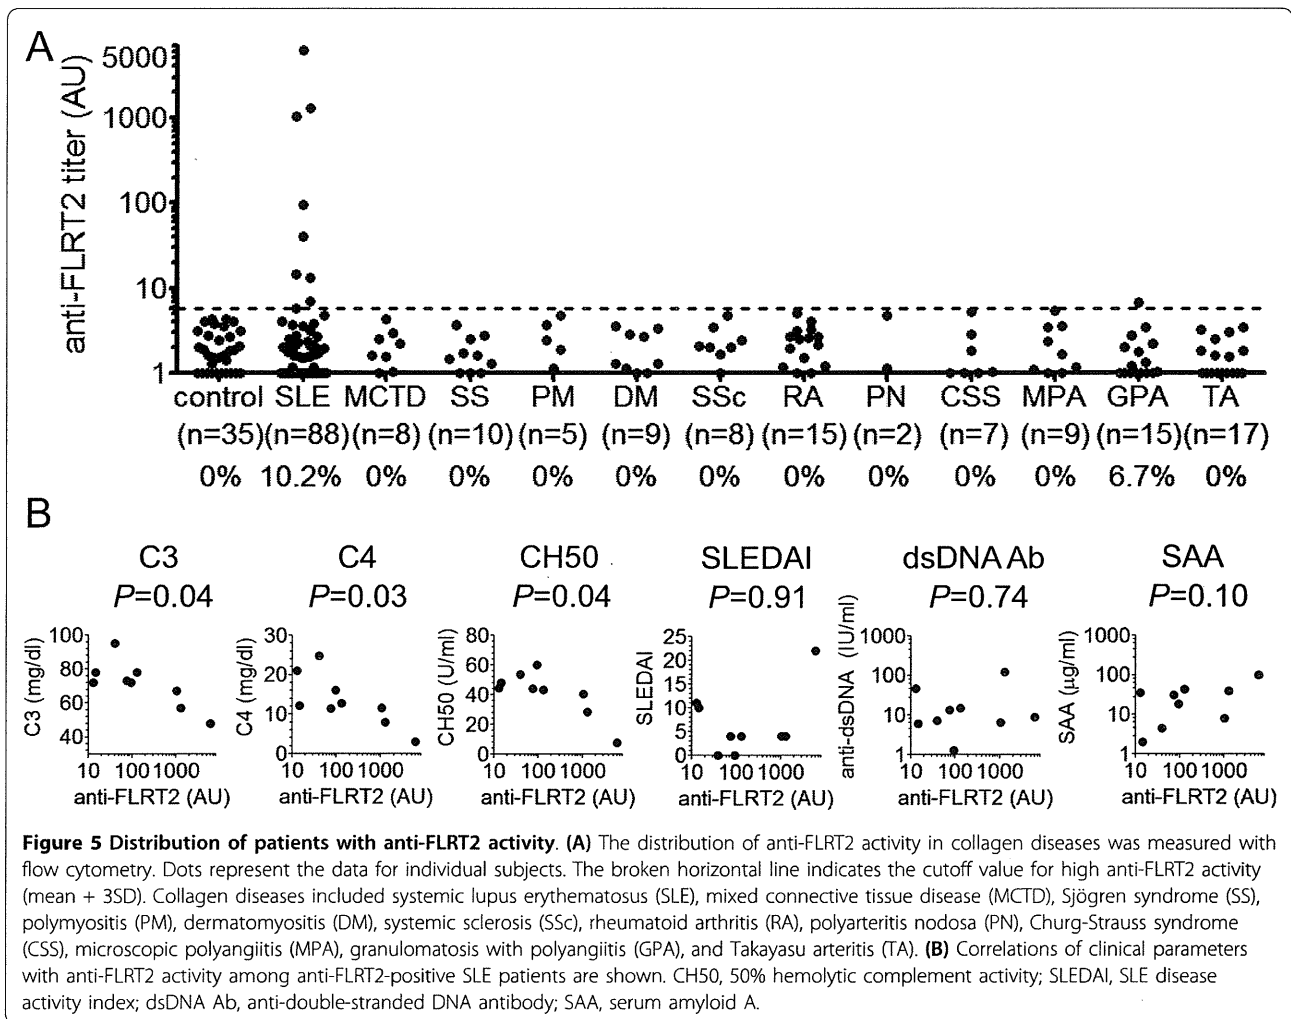 A
anti-FLRT2 titer (AU)
5000
1000
100
10
1
control SLE MCTD SS PM DM SSc RA PN CSS MPA GPA TA
(n=35) (n=88) (n=8) (n=10) (n=5) (n=9) (n=8) (n=15) (n=2) (n=7) (n=9) (n=15) (n=17)
0% 10.2% 0% 0% 0% 0% 0% 0% 0% 0% 0% 6.7% 0%
B
C3 C4 CH50 SLEDAI dsDNA Ab SAA
P=0.04 P=0.03 P=0.04 P=0.91 P=0.74 P=0.10
C3 (mg/dl)
100
80
60
40
10 100 1000
anti-FLRT2 (AU)
C4 (mg/dl)
30
20
10
0
10 100 1000
anti-FLRT2 (AU)
CH50 (U/ml)
80
60
40
20
0
10 100 1000
anti-FLRT2 (AU)
SLEDAI
25
20
15
10
5
0
10 100 1000
anti-FLRT2 (AU)
anti-dsDNA (IU/ml)
1000
100
10
1
10 100 1000
anti-FLRT2 (AU)
SAA (μg/ml)
1000
100
10
1
10 100 1000
anti-FLRT2 (AU)
Figure 5 Distribution of patients with anti-FLRT2 activity. (A) The distribution of anti-FLRT2 activity in collagen diseases was measured with
flow cytometry. Dots represent the data for individual subjects. The broken horizontal line indicates the cutoff value for high anti-FLRT2 activity
(mean + 3SD). Collagen diseases included systemic lupus erythematosus (SLE), mixed connective tissue disease (MCTD), Sjögren syndrome (SS),
polymyositis (PM), dermatomyositis (DM), systemic sclerosis (SSc), rheumatoid arthritis (RA), polyarteritis nodosa (PN), Churg-Strauss syndrome
(CSS), microscopic polyangiitis (MPA), granulomatosis with polyangiitis (GPA), and Takayasu arteritis (TA). (B) Correlations of clinical parameters
with anti-FLRT2 activity among anti-FLRT2-positive SLE patients are shown. CH50, 50% hemolytic complement activity; SLEDAI, SLE disease
activity index; dsDNA Ab, anti-double-stranded DNA antibody; SAA, serum amyloid A.